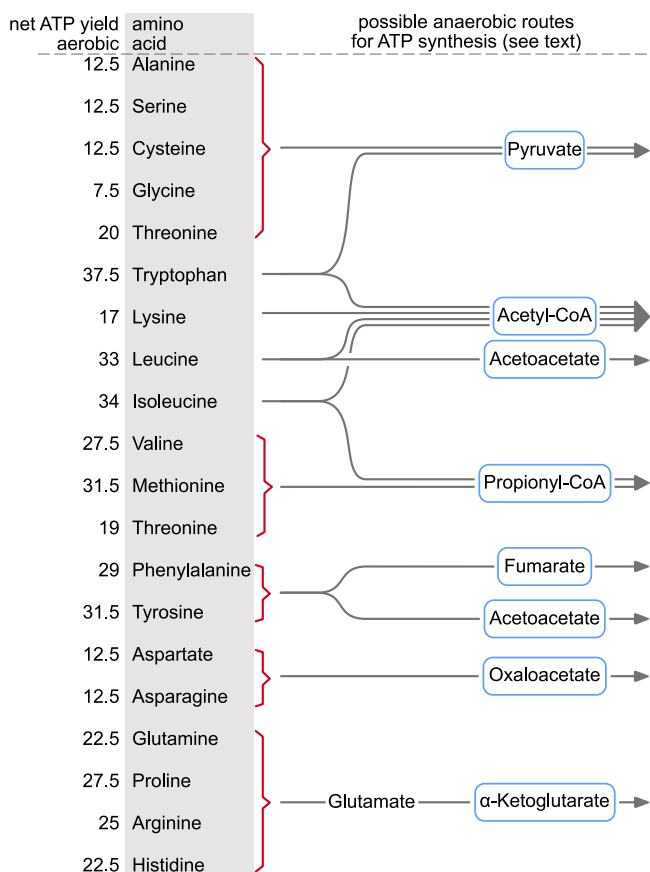 net ATP yield amino possible anaerobic routes
aerobic acid for ATP synthesis (see text)
12.5 Alanine
12.5 Serine
12.5 Cysteine Pyruvate
7.5 Glycine
20 Threonine
37.5 Tryptophan
17 Lysine Acetyl-CoA
33 Leucine Acetoacetate
34 Isoleucine
27.5 Valine
31.5 Methionine Propionyl-CoA
19 Threonine
29 Phenylalanine Fumarate
31.5 Tyrosine Acetoacetate
12.5 Aspartate
Oxaloacetate
12.5 Asparagine
22.5 Glutamine
27.5 Proline
Glutamate α-Ketoglutarate
25 Arginine
22.5 Histidine